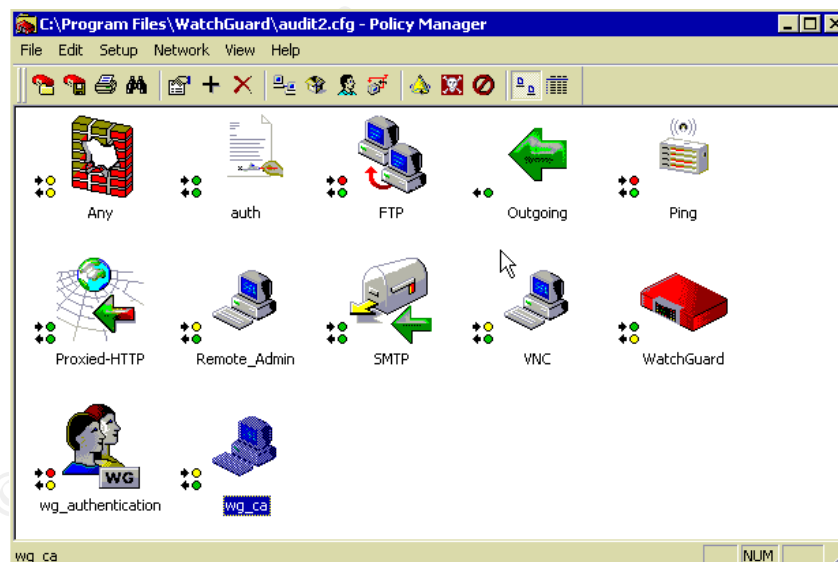 C:\Program Files\WatchGuard\audit2.cfg - Policy Manager
File Edit Setup Network View Help
Any auth FTP Outgoing Ping
Proxied-HTTP Remote_Admin SMTP VNC WatchGuard
WG
wg_authentication wg_ca
wg_ca NUM